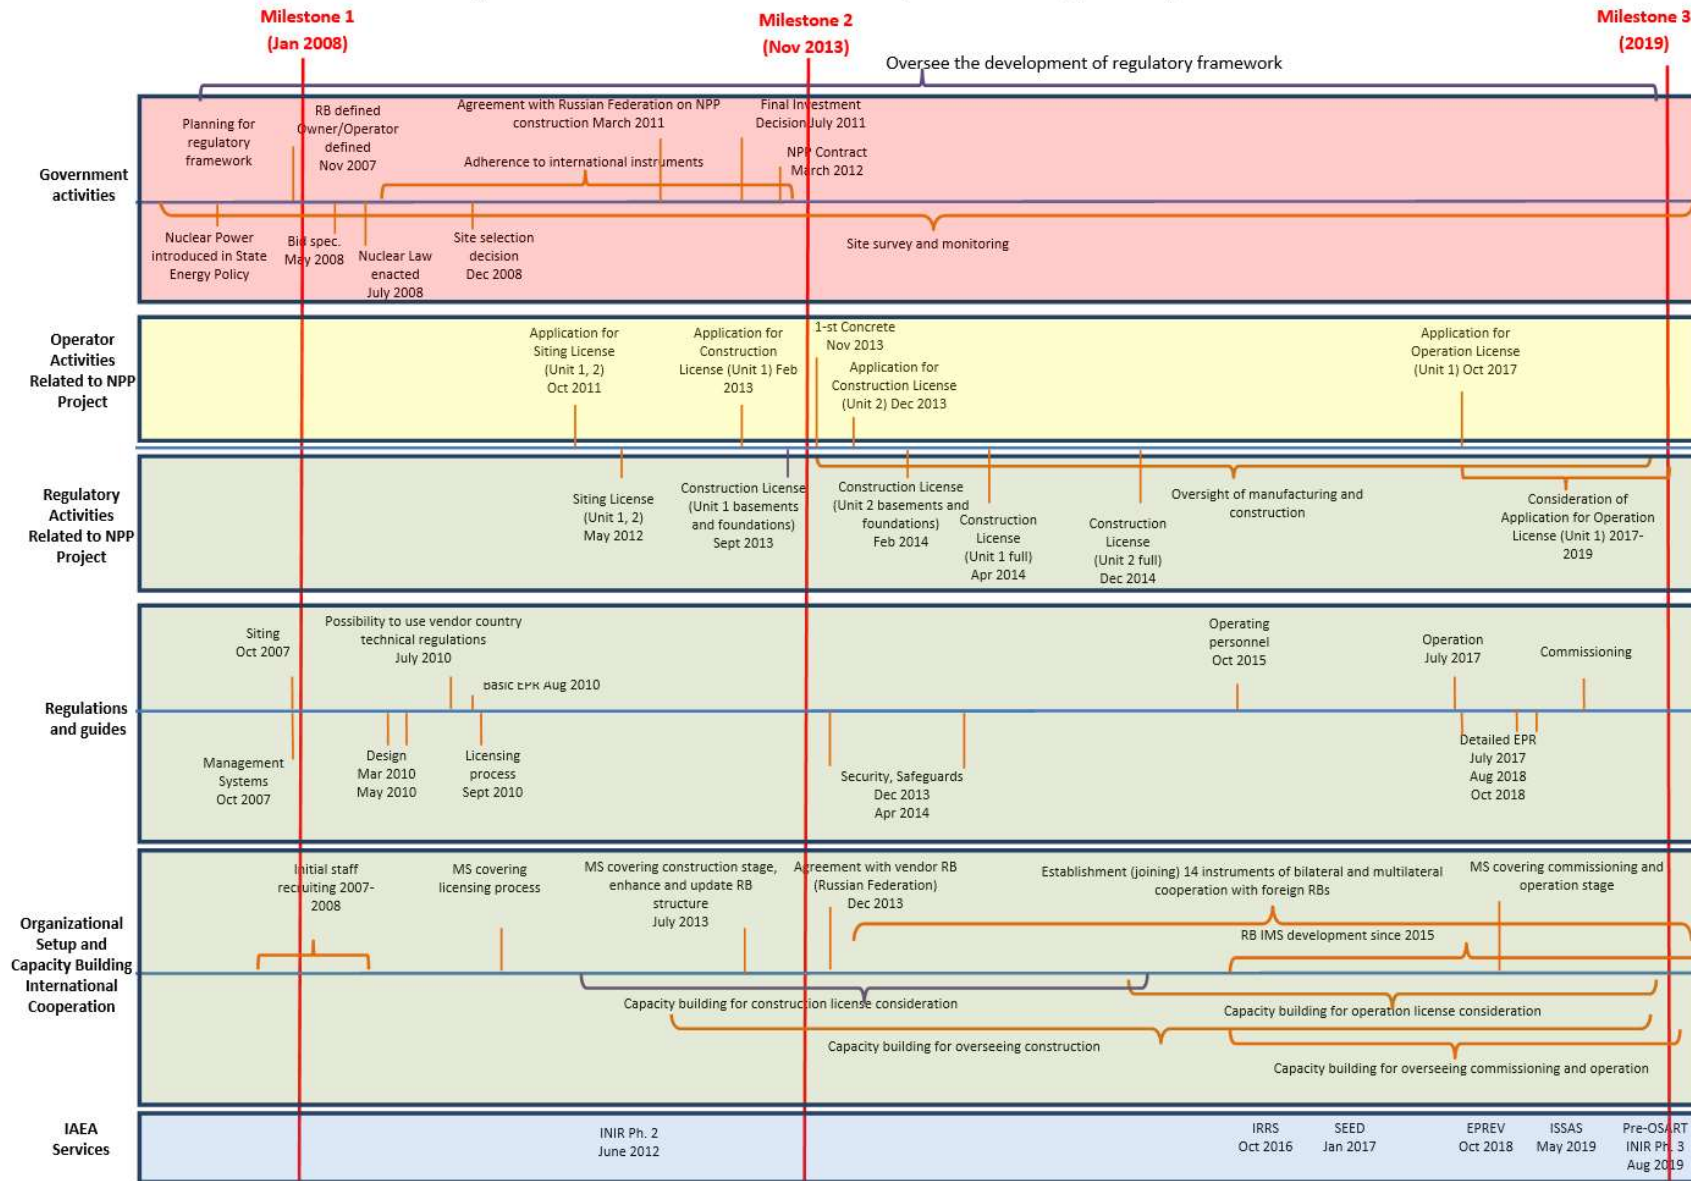 Milestone 1
(Jan 2008)
Milestone 2
(Nov 2013)
Milestone 3
(2019)
Oversee the development of regulatory framework
Government
activities
Planning for
regulatory
framework
RB defined
Owner/Operator
defined
Nov 2007
Agreement with Russian Federation on NPP
construction March 2011
Final Investment
Decision July 2011
Adherence to international instruments
NPP Contract
March 2012
Nuclear Power
introduced in State
Energy Policy
Bid spec.
May 2008
Nuclear Law
enacted
July 2008
Site selection
decision
Dec 2008
Site survey and monitoring
Operator
Activities
Related to NPP
Project
Application for
Siting License
(Unit 1, 2)
Oct 2011
Application for
Construction
License (Unit 1) Feb
2013
1-st Concrete
Nov 2013
Application for
Construction License
(Unit 2) Dec 2013
Application for
Operation License
(Unit 1) Oct 2017
Regulatory
Activities
Related to NPP
Project
Siting License
(Unit 1, 2)
May 2012
Construction License
(Unit 1 basements
and foundations)
Sept 2013
Construction License
(Unit 2 basements and
foundations)
Feb 2014
Construction
License
(Unit 1 full)
Apr 2014
Construction
License
(Unit 2 full)
Dec 2014
Oversight of manufacturing and
construction
Consideration of
Application for Operation
License (Unit 1) 2017-
2019
Regulations
and guides
Siting
Oct 2007
Possibility to use vendor country
technical regulations
July 2010
Basic EPR Aug 2010
Operating
personnel
Oct 2015
Operation
July 2017
Commissioning
Management
Systems
Oct 2007
Design
Mar 2010
May 2010
Licensing
process
Sept 2010
Security, Safeguards
Dec 2013
Apr 2014
Detailed EPR
July 2017
Aug 2018
Oct 2018
Organizational
Setup and
Capacity Building
International
Cooperation
Initial staff
recruiting 2007-
2008
MS covering
licensing process
MS covering construction stage,
enhance and update RB
structure
July 2013
Agreement with vendor RB
(Russian Federation)
Dec 2013
Establishment (joining) 14 instruments of bilateral and multilateral
cooperation with foreign RBs
MS covering commissioning and
operation stage
RB IMS development since 2015
Capacity building for construction license consideration
Capacity building for operation license consideration
Capacity building for overseeing construction
Capacity building for overseeing commissioning and operation
IAEA
Services
INIR Ph. 2
June 2012
IRRS
Oct 2016
SEED
Jan 2017
EPREV
Oct 2018
ISSAS
May 2019
Pre-OSART
INIR Ph. 3
Aug 2019